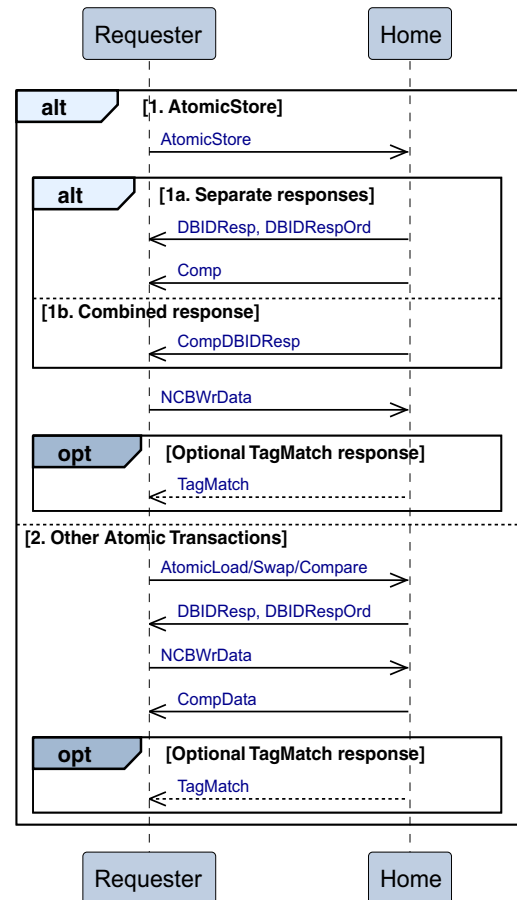 Requester Home
alt [1. AtomicStore]
AtomicStore
alt [1a. Separate responses]
DBIDResp, DBIDRespOrd
Comp
[1b. Combined response]
CompDBIDResp
NCBWrData
opt [Optional TagMatch response]
TagMatch
[2. Other Atomic Transactions]
AtomicLoad/Swap/Compare
DBIDResp, DBIDRespOrd
NCBWrData
CompData
opt [Optional TagMatch response]
TagMatch
Requester Home